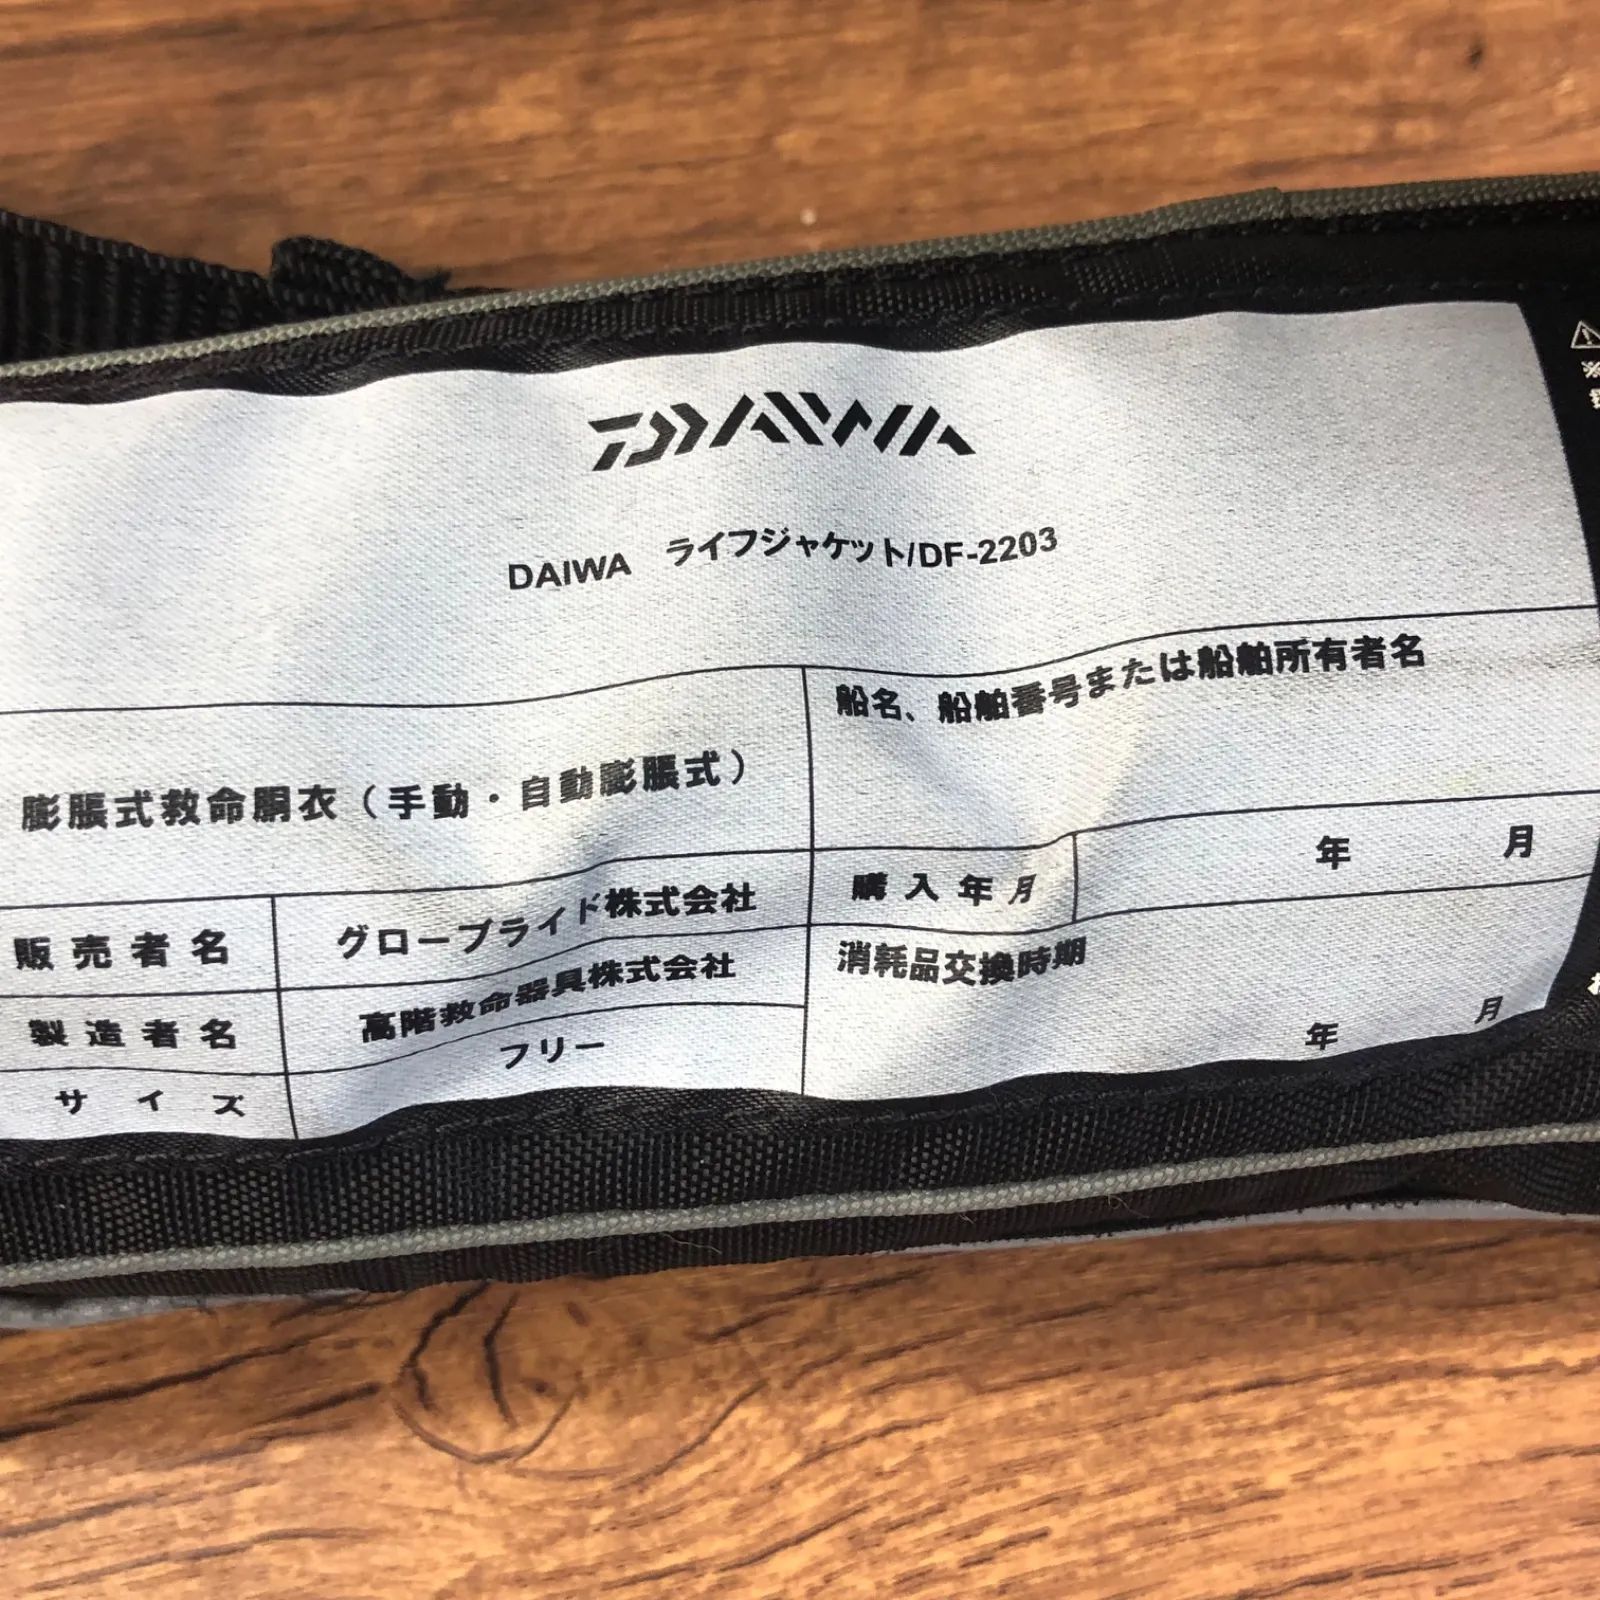 DAIWA
DAIWA ライフジャケット/DF-2203
膨脹式救命胴衣（手動・自動膨脹式）
販売者名 グローブライド株式会社
製造者名 高階救命器具株式会社
サイズ フリー
船名、船舶番号または船舶所有者名
購入年月 年 月
消耗品交換時期
年 月
※